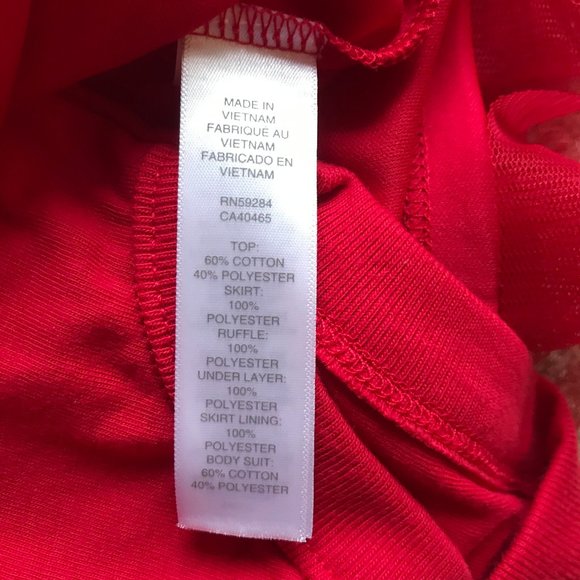 MADE IN
VIETNAM
FABRIQUE AU
VIETNAM
FABRICADO EN
VIETNAM
RN59284
CA40465
TOP:
60% COTTON
40% POLYESTER
SKIRT:
100%
POLYESTER
RUFFLE:
100%
POLYESTER
UNDER LAYER:
100%
POLYESTER
SKIRT LINING:
100%
POLYESTER
BODY SUIT:
60% COTTON
40% POLYESTER